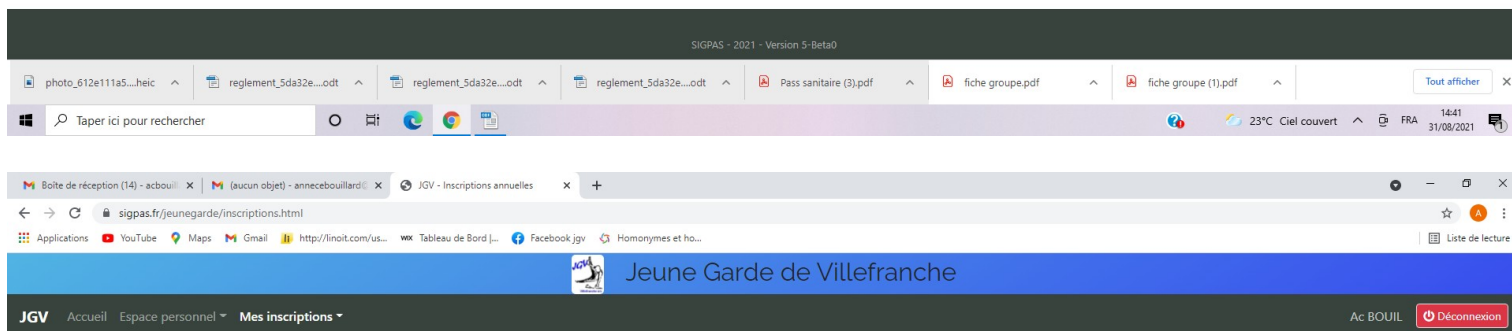 SIGPAS - 2021 - Version 5-Beta0
photo_612e111a5....heic reglement_5da32e....odt reglement_5da32e....odt reglement_5da32e....odt Pass sanitaire (3).pdf fiche groupe.pdf fiche groupe (1).pdf Tout afficher
Taper ici pour rechercher 23°C Ciel couvert FRA 14:41
31/08/2021
1
Boîte de réception (14) - acbouil (aucun objet) - annecebouillard JGV - Inscriptions annuelles
sigpas.fr/jeunegarde/inscriptions.html A
Applications YouTube Maps Gmail http://linoit.com/us... WIX Tableau de Bord |... Facebook jgv Homonymes et ho... Liste de lecture
JGV Jeune Garde de Villefranche
JGV Accueil Espace personnel Mes inscriptions Ac BOUIL Déconnexion